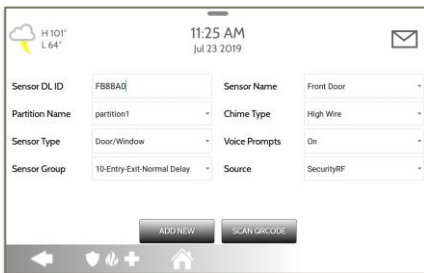 H 101°
L 64°
11:25 AM
Jul 23 2019
Sensor DL ID FB88A0 Sensor Name Front Door
Partition Name partition1 Chime Type High Wire
Sensor Type Door/Window Voice Prompts On
Sensor Group 10-Entry-Exit-Normal Delay Source SecurityRF
ADD NEW SCAN QRCODE